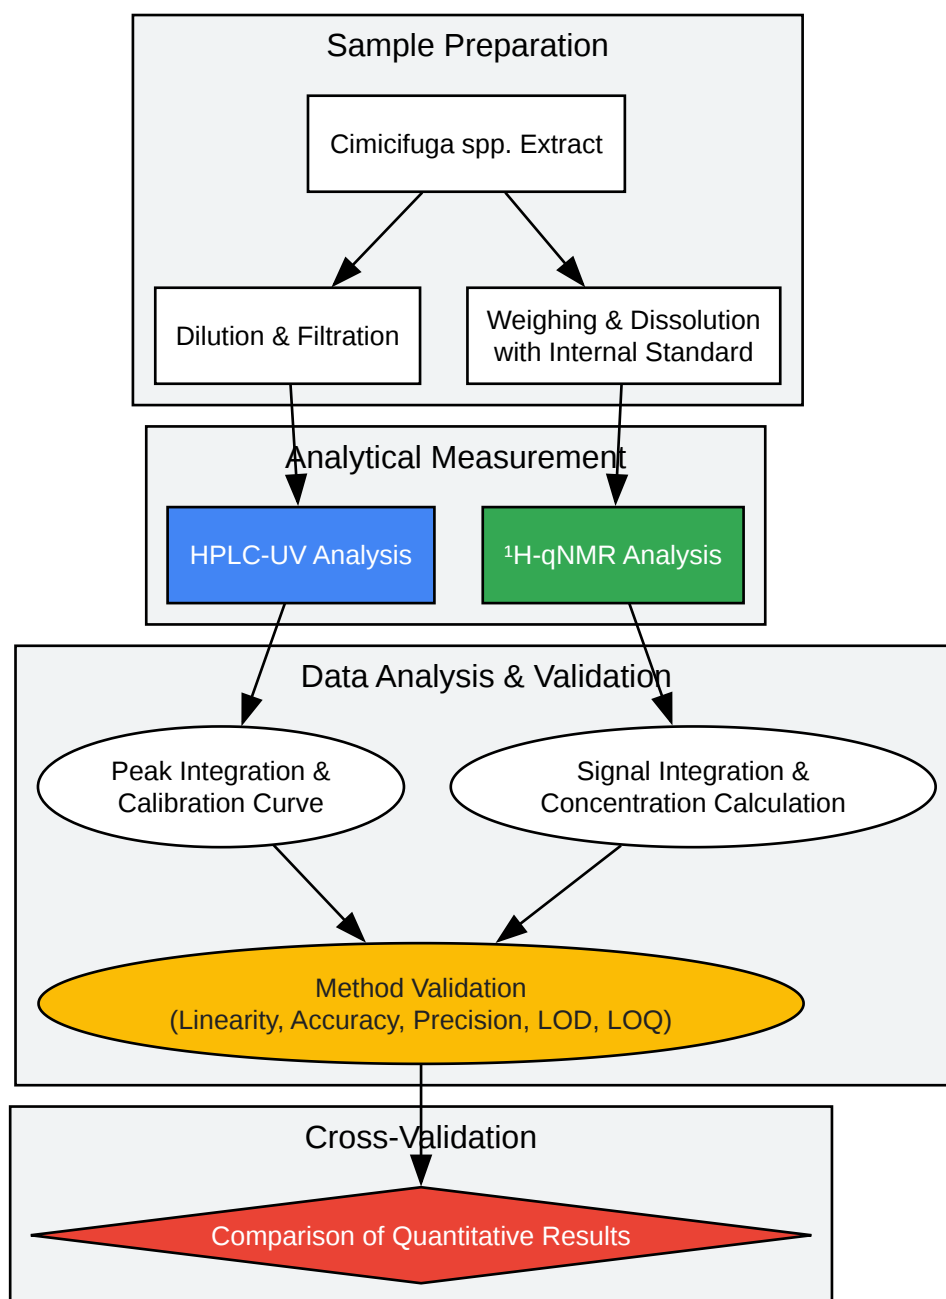 Sample Preparation
Cimicifuga spp. Extract
Dilution & Filtration
Weighing & Dissolution
with Internal Standard
Analytical Measurement
HPLC-UV Analysis
¹H-qNMR Analysis
Data Analysis & Validation
Peak Integration &
Calibration Curve
Signal Integration &
Concentration Calculation
Method Validation
(Linearity, Accuracy, Precision, LOD, LOQ)
Cross-Validation
Comparison of Quantitative Results